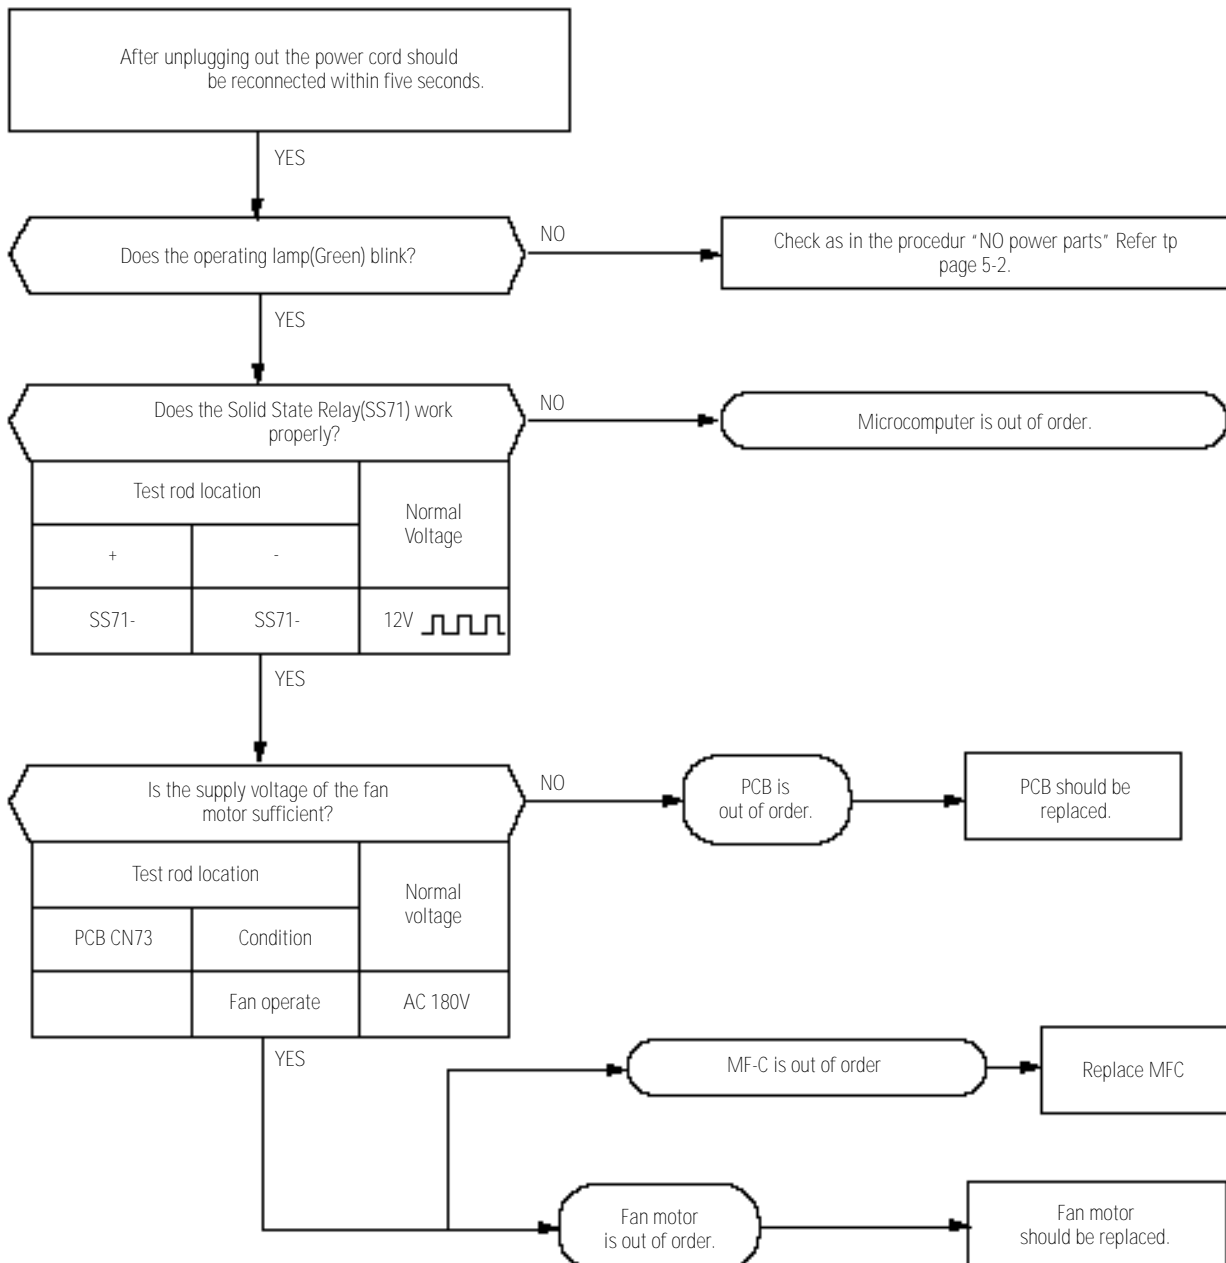 After unplugging out the power cord should
be reconnected within five seconds.
YES
Does the operating lamp(Green) blink?
NO
Check as in the procedur "NO power parts" Refer tp
page 5-2.
YES
Does the Solid State Relay(SS71) work
properly?
NO
Microcomputer is out of order.
Test rod location
Normal
Voltage
+
-
SS71-
SS71-
12V
YES
Is the supply voltage of the fan
motor sufficient?
NO
PCB is
out of order.
PCB should be
replaced.
Test rod location
Normal
voltage
PCB CN73
Condition
Fan operate
AC 180V
YES
MF-C is out of order
Replace MFC
Fan motor
is out of order.
Fan motor
should be replaced.